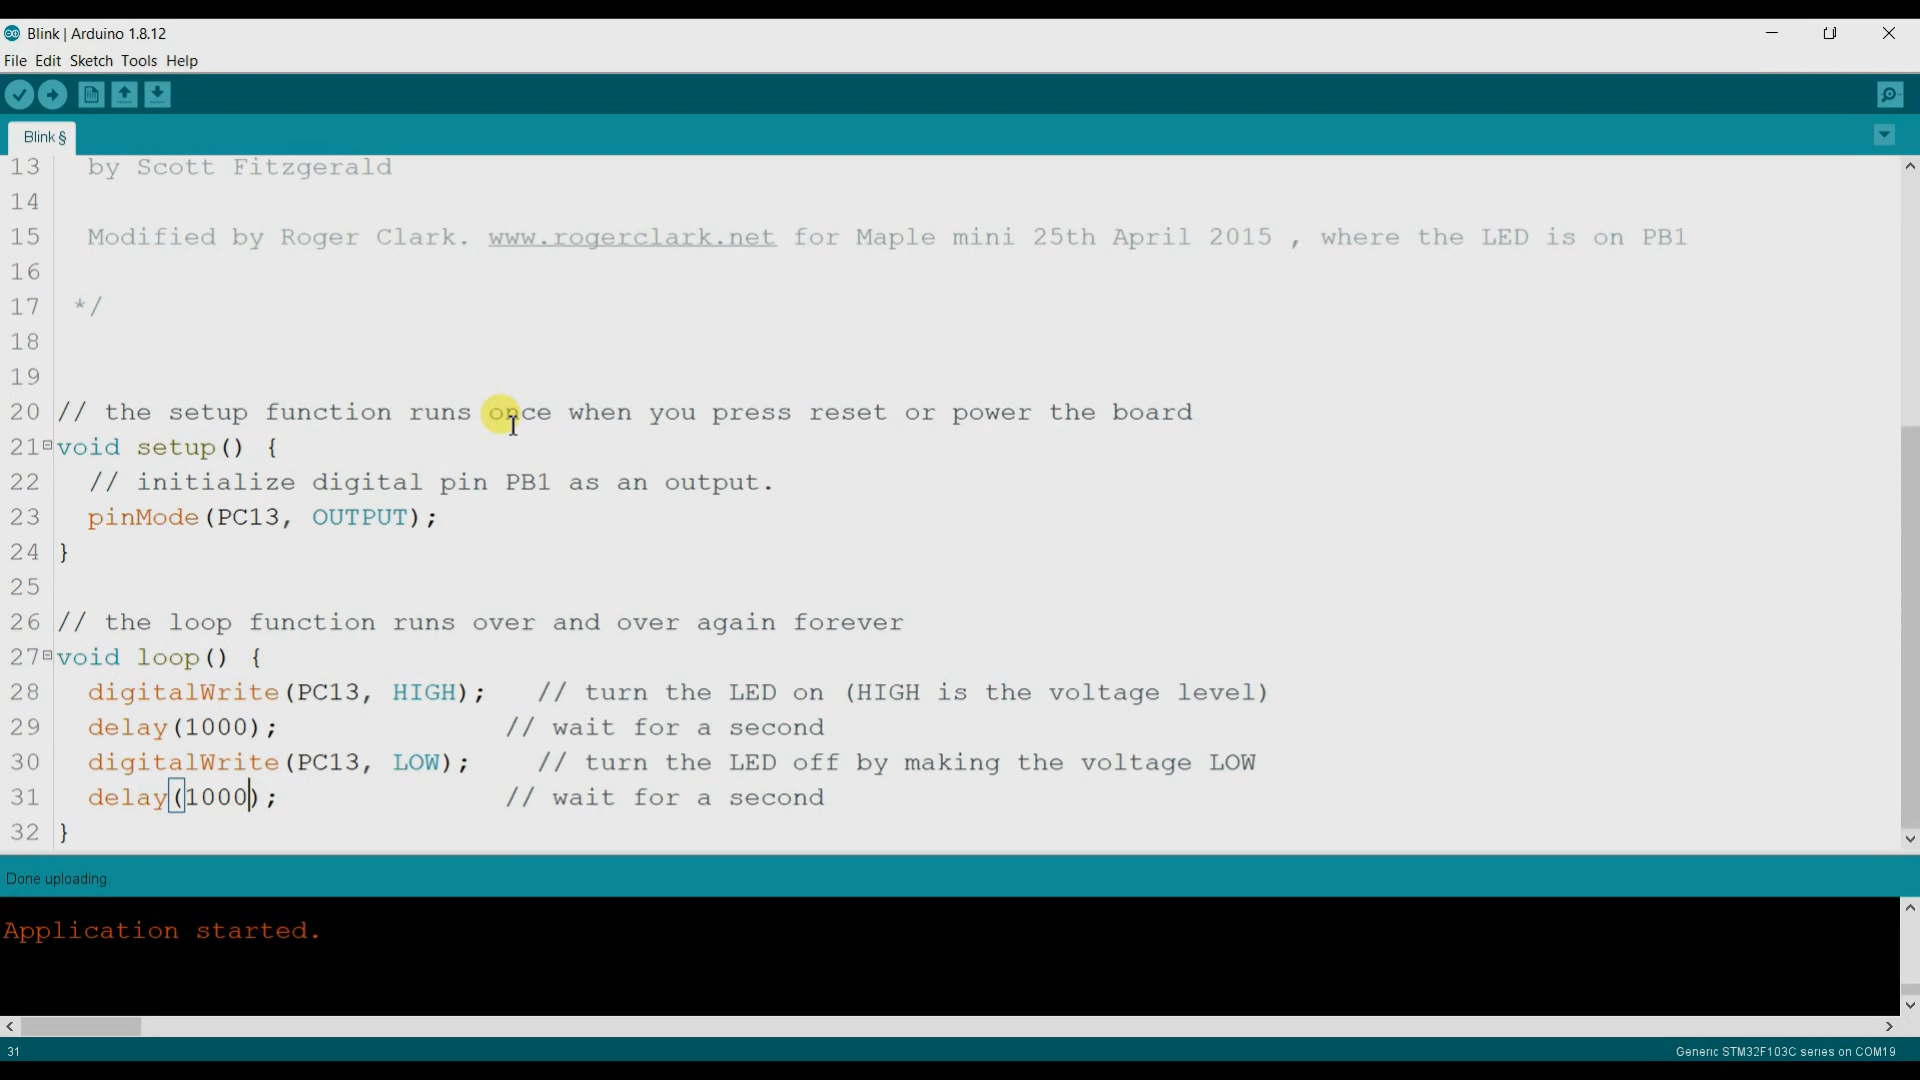 Blink | Arduino 1.8.12
File Edit Sketch Tools Help
Blink §
13 by Scott Fitzgerald
14
15 Modified by Roger Clark. www.rogerclark.net for Maple mini 25th April 2015 , where the LED is on PB1
16
17 */
18
19
20 // the setup function runs once when you press reset or power the board
21 void setup() {
22 // initialize digital pin PB1 as an output.
23 pinMode(PC13, OUTPUT);
24 }
25
26 // the loop function runs over and over again forever
27 void loop() {
28 digitalWrite(PC13, HIGH); // turn the LED on (HIGH is the voltage level)
29 delay(1000); // wait for a second
30 digitalWrite(PC13, LOW); // turn the LED off by making the voltage LOW
31 delay(1000); // wait for a second
32 }
Done uploading.
Application started.
31 Generic STM32F103C series on COM19